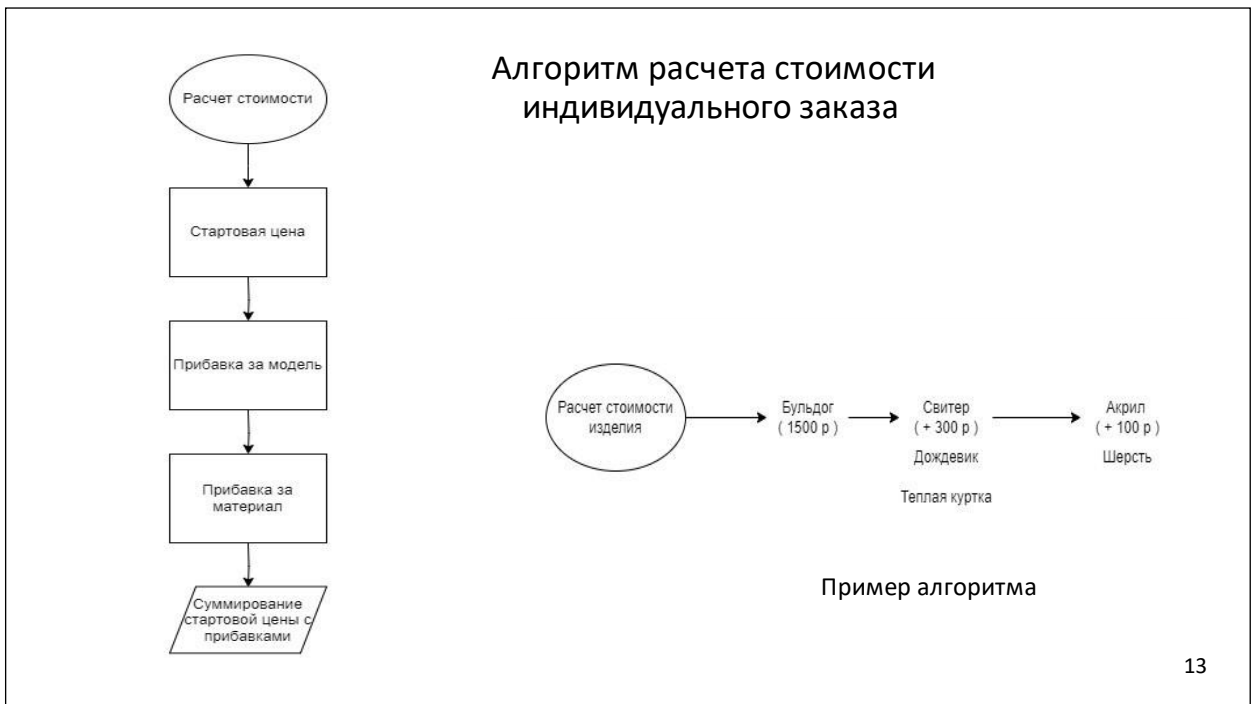 Алгоритм расчета стоимости
индивидуального заказа
Расчет стоимости
Стартовая цена
Прибавка за модель
Прибавка за
материал
Суммирование
стартовой цены с
прибавками
Расчет стоимости
изделия
Бульдог
( 1500 р )
Свитер
( + 300 р )
Дождевик
Теплая куртка
Акрил
( + 100 р )
Шерсть
Пример алгоритма
13